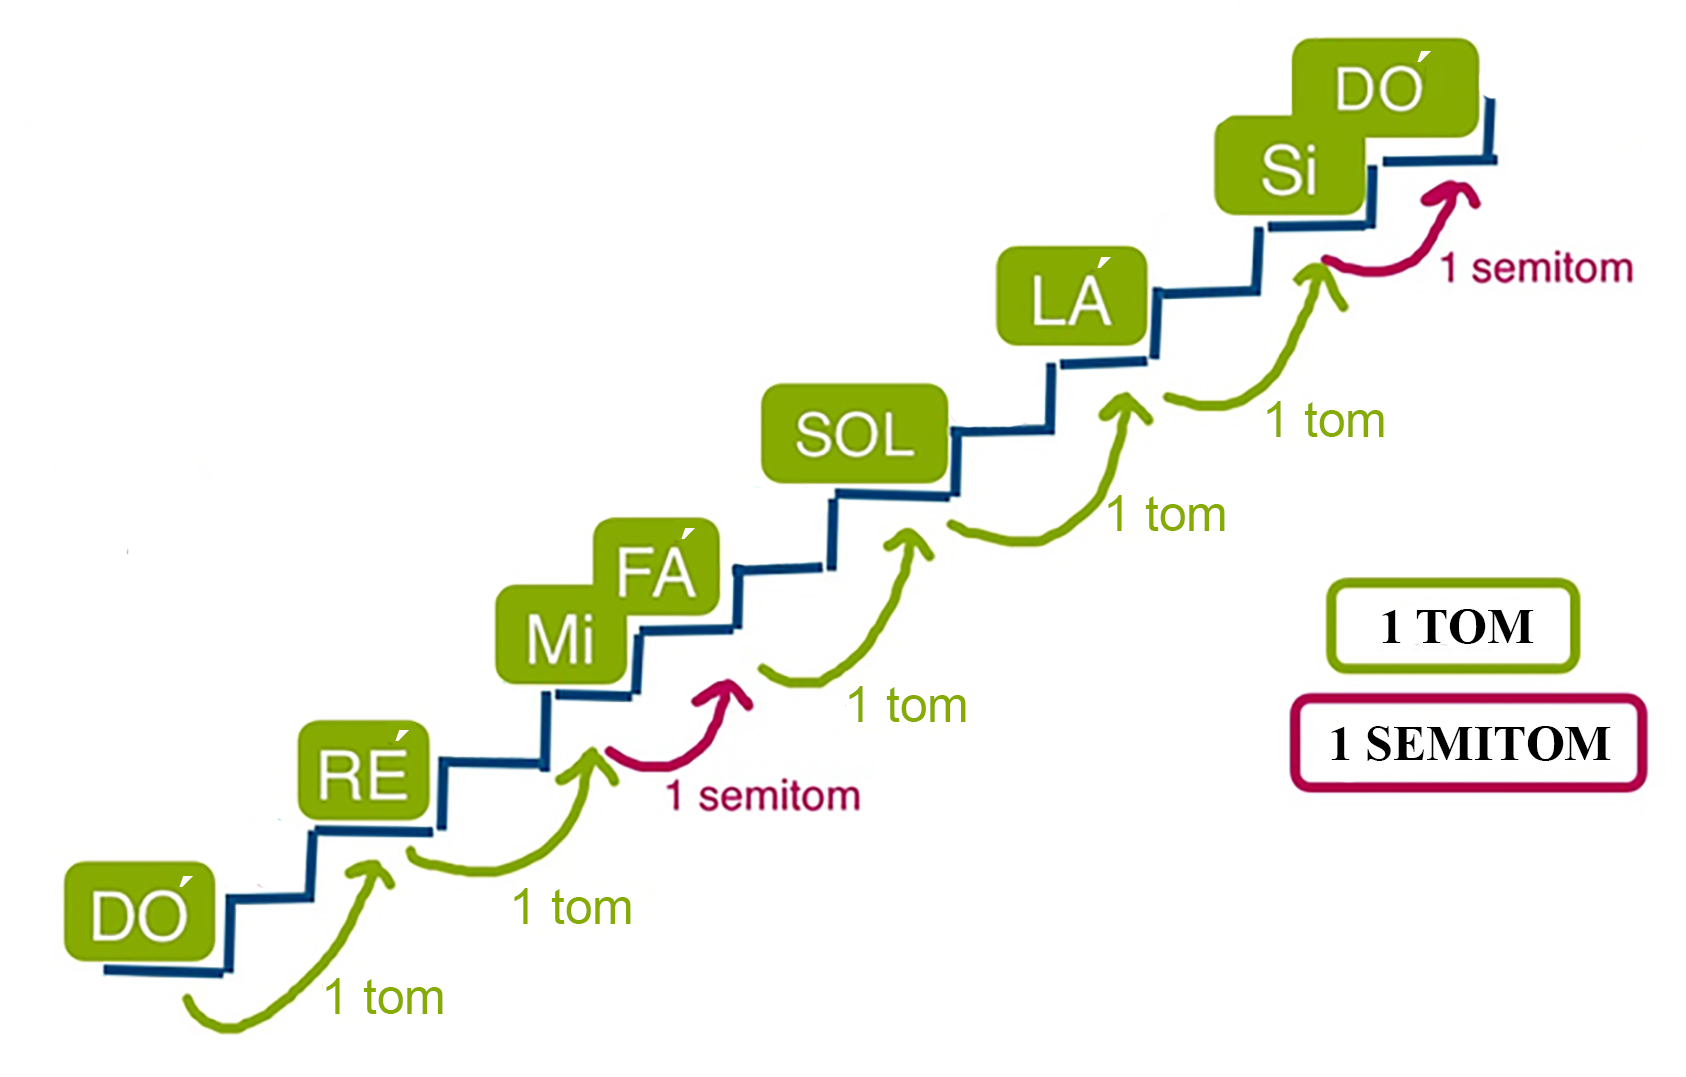 DÓ
Si
1 semitom
LÁ
1 tom
SOL
1 tom
FÁ
Mi
1 tom
1 TOM
1 SEMITOM
RÉ
1 semitom
DÓ
1 tom
1 tom